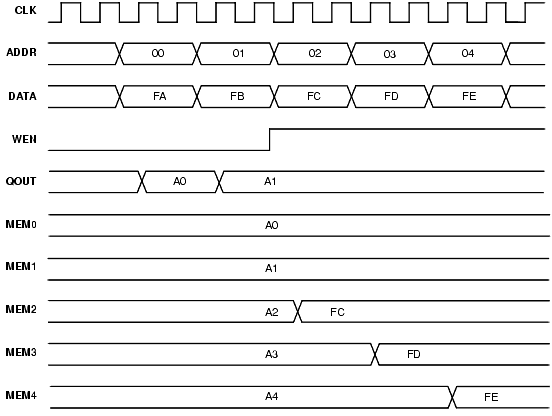 CLK
ADDR 00 01 02 03 04
DATA FA FB FC FD FE
WEN
QOUT A0 A1
MEM0 A0
MEM1 A1
MEM2 A2 FC
MEM3 A3 FD
MEM4 A4 FE